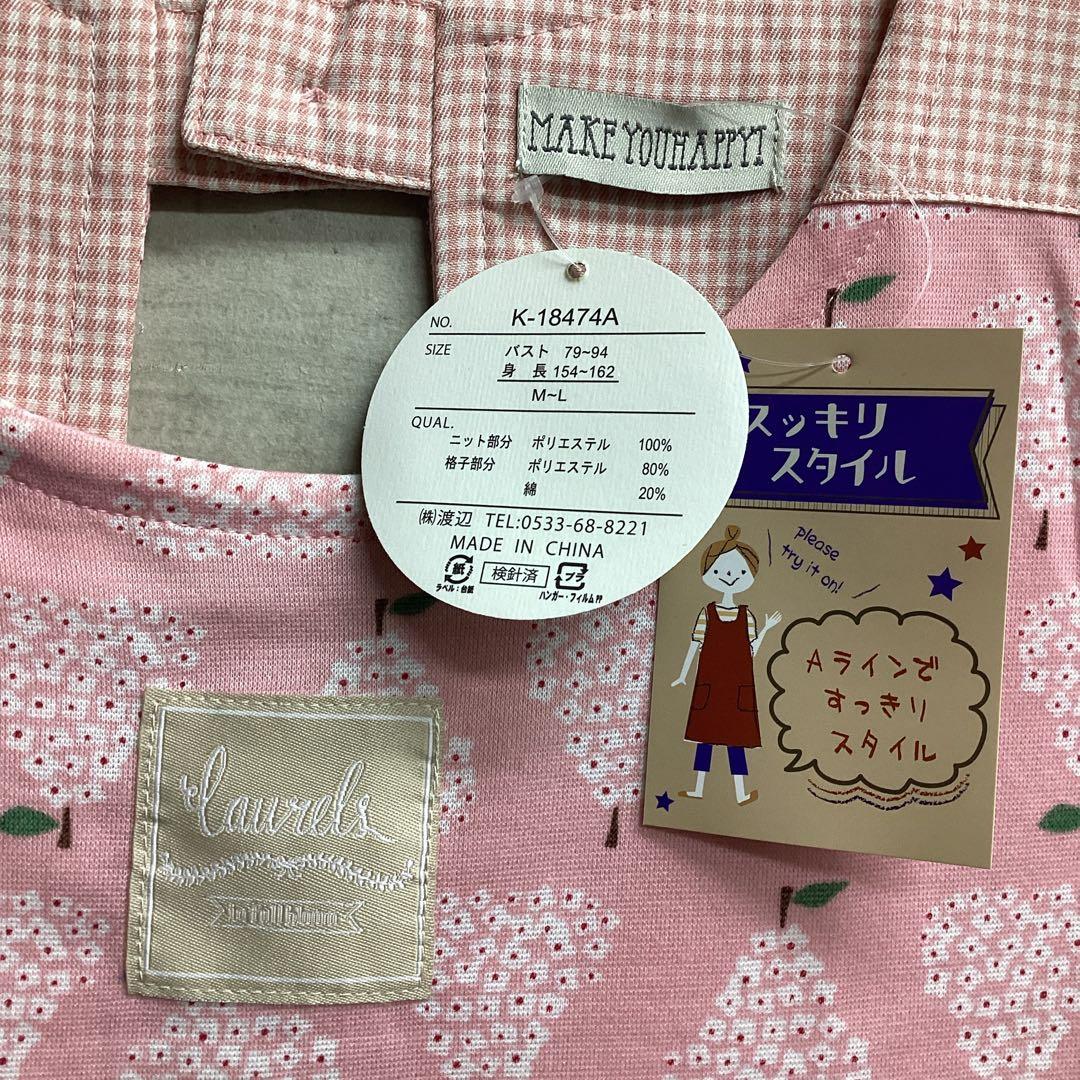 MAKE YOU HAPPY!
NO. K-18474A
SIZE バスト 79~94
身 長 154~162
M~L
QUAL.
ニット部分 ポリエステル 100%
格子部分 ポリエステル 80%
綿 20%
㈱渡辺 TEL:0533-68-8221
MADE IN CHINA
紙 検針済 プラ
ラベル・台紙 ハンガー・フィルムPP
スッキリ
スタイル
please
try it on!
Aラインで
すっきり
スタイル
Laurels